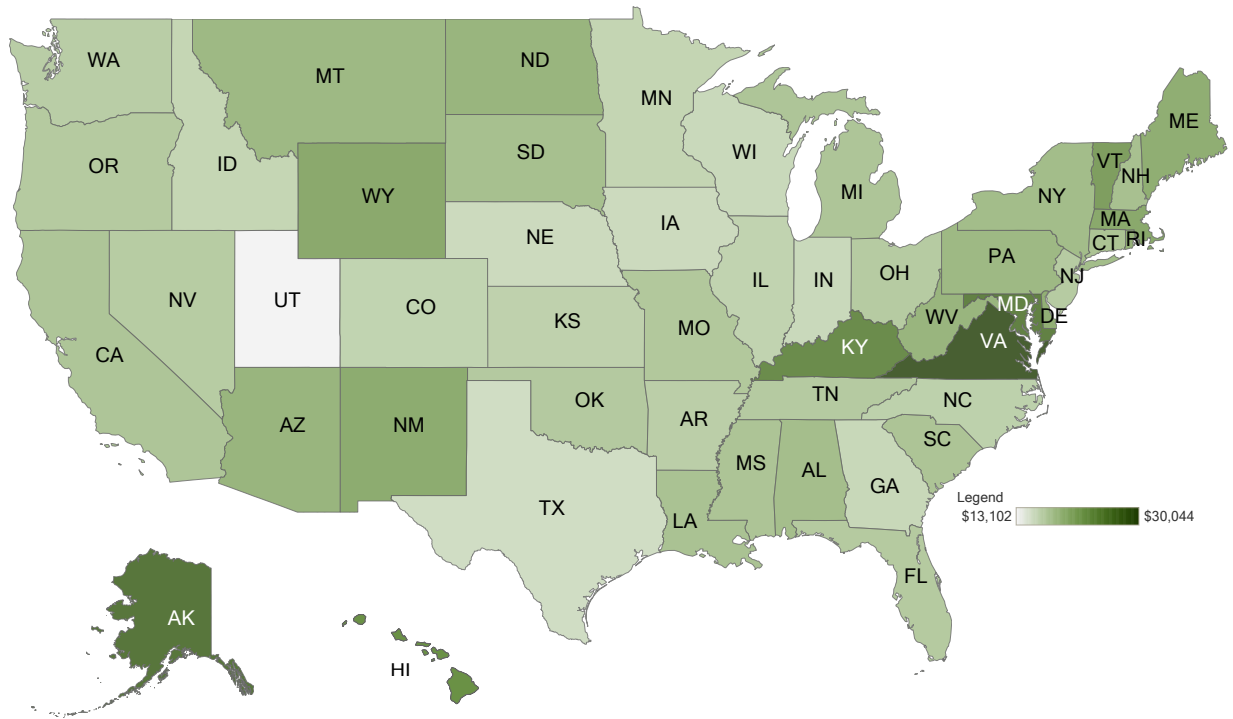 WA
MT
ND
MN
ME
OR
ID
SD
WI
VT
NH
WY
MI
NY
MA
IA
CT
RI
NE
PA
OH
NJ
NV
UT
CO
IL
IN
MD
DE
KS
MO
WV
CA
KY
VA
OK
TN
NC
AZ
NM
AR
SC
MS
AL
GA
TX
LA
Legend
$13,102
$30,044
FL
AK
HI